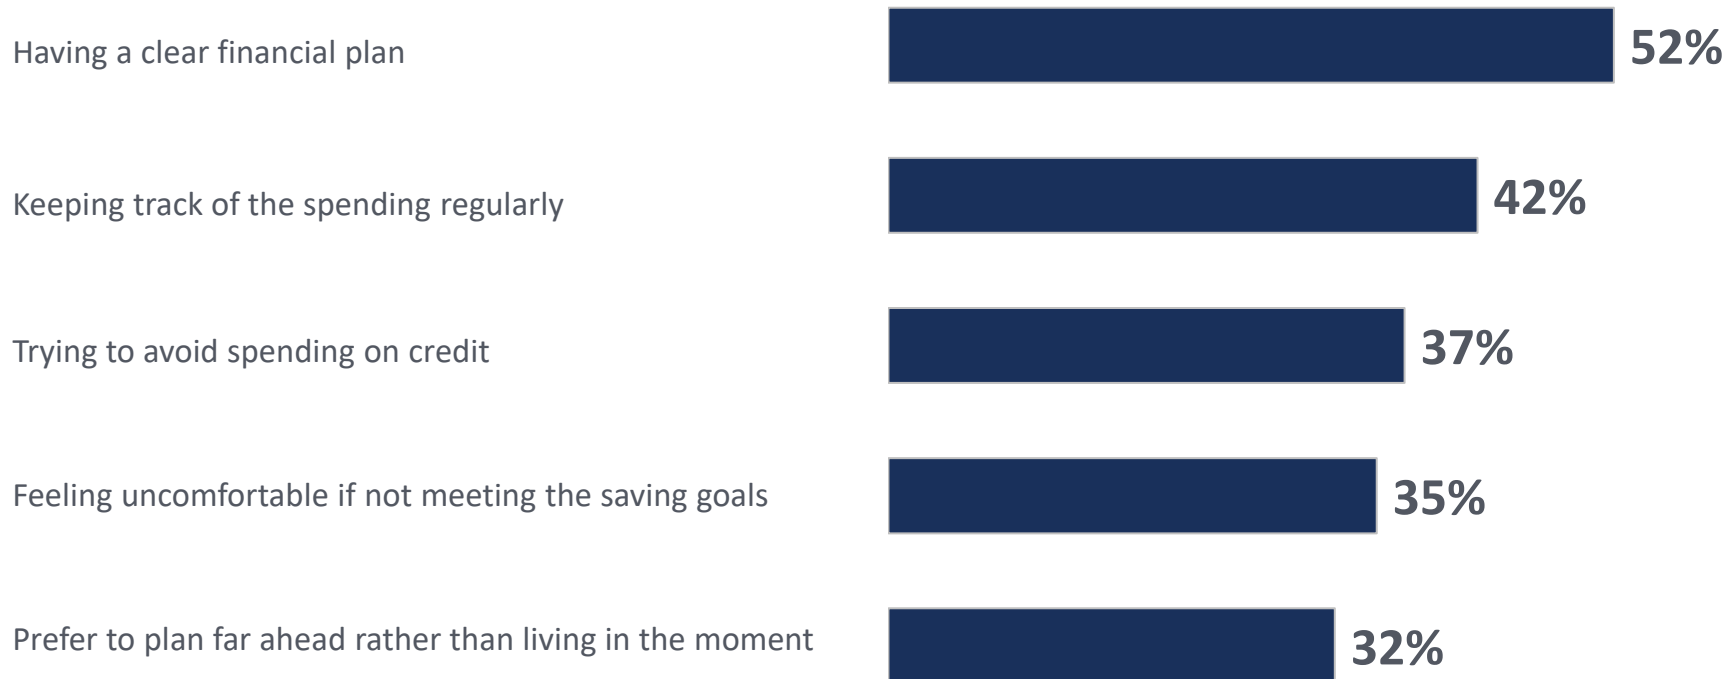 Having a clear financial plan
52%
Keeping track of the spending regularly
42%
Trying to avoid spending on credit
37%
Feeling uncomfortable if not meeting the saving goals
35%
Prefer to plan far ahead rather than living in the moment
32%